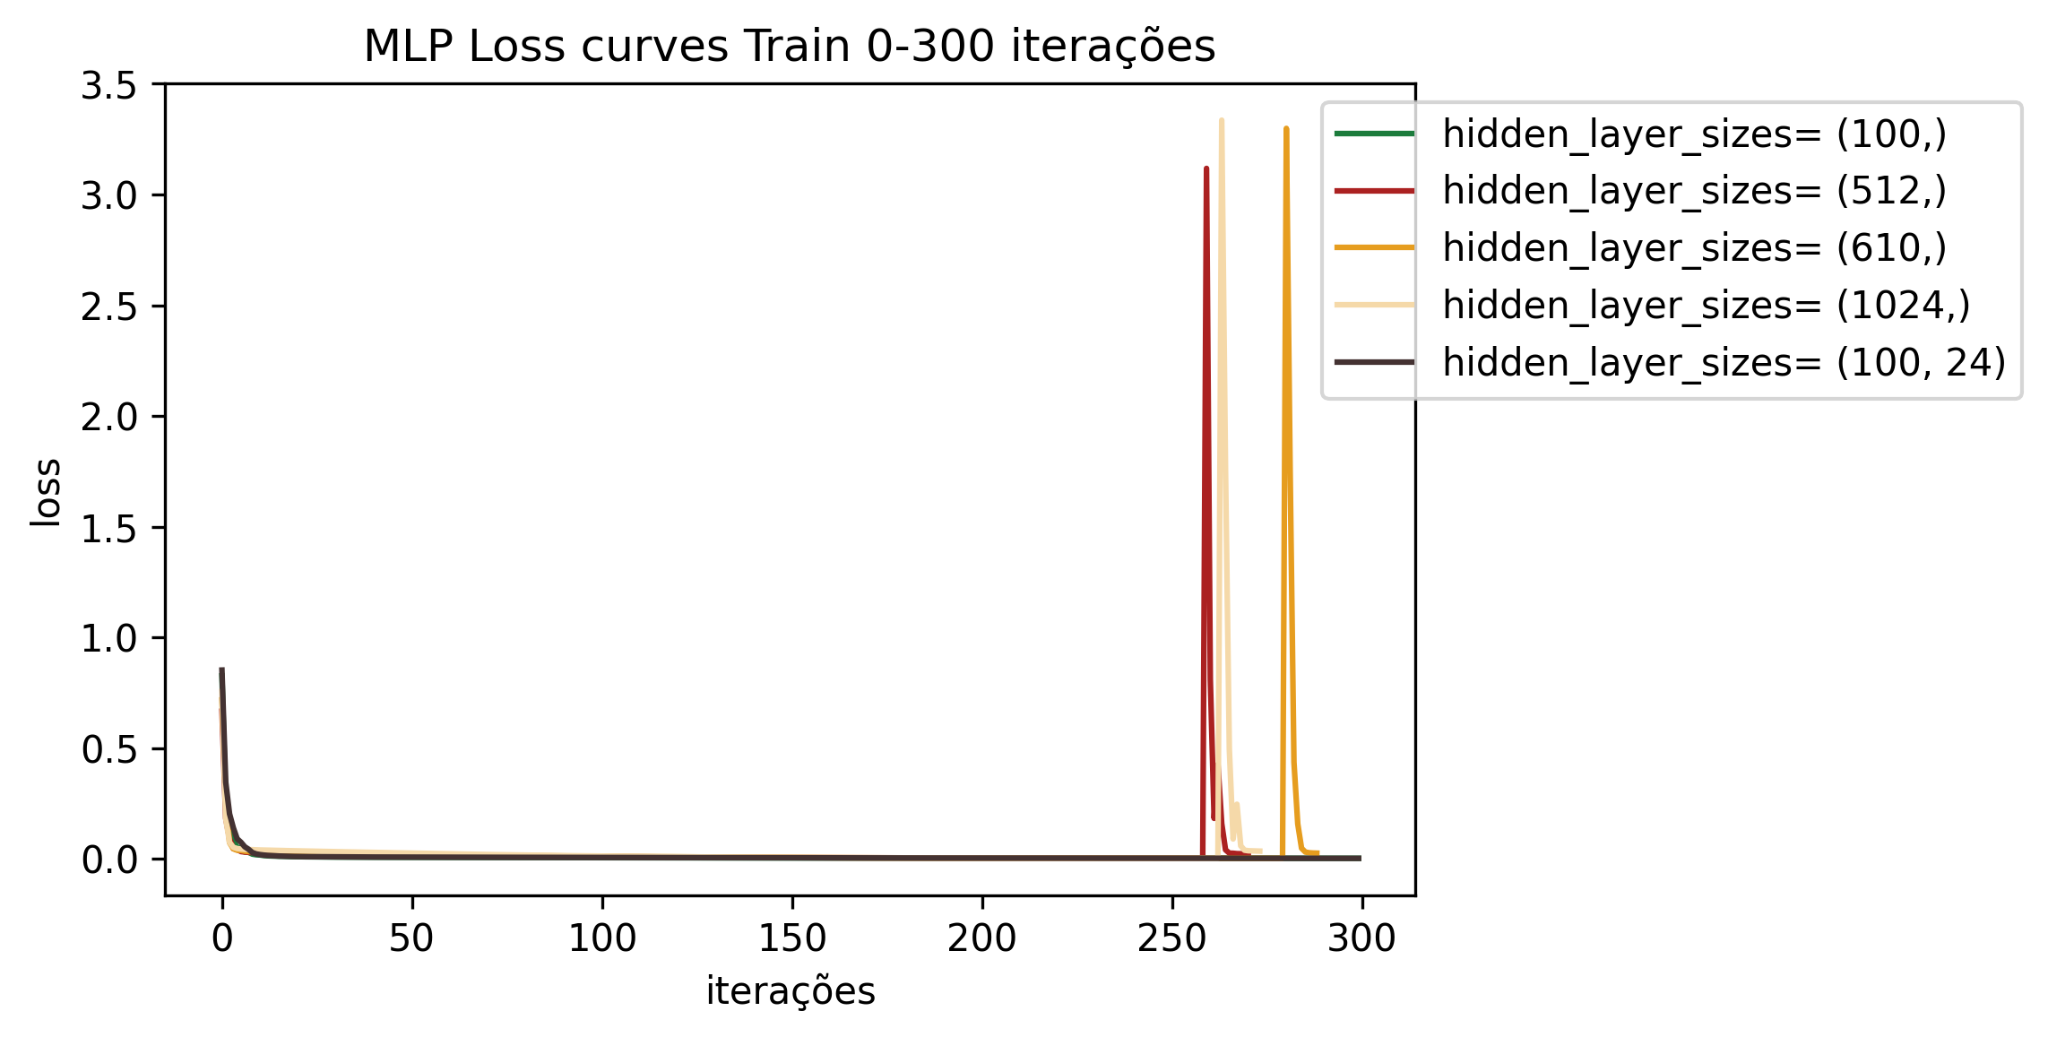 MLP Loss curves Train 0-300 iterações
3.5
3.0
2.5
2.0
1.5
1.0
0.5
0.0
loss
0 50 100 150 200 250 300
iterações
hidden_layer_sizes= (100,)
hidden_layer_sizes= (512,)
hidden_layer_sizes= (610,)
hidden_layer_sizes= (1024,)
hidden_layer_sizes= (100, 24)